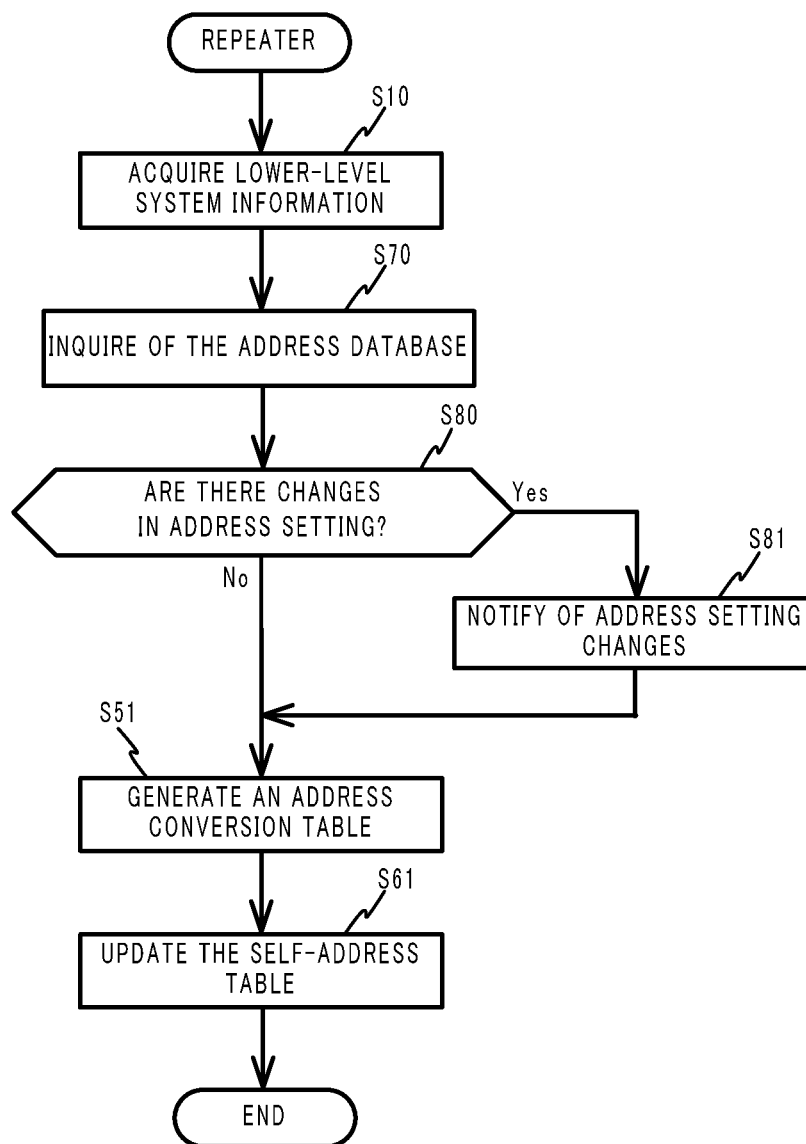 REPEATER
S10
ACQUIRE LOWER-LEVEL
SYSTEM INFORMATION
S70
INQUIRE OF THE ADDRESS DATABASE
S80
ARE THERE CHANGES
IN ADDRESS SETTING?
Yes
No
S81
NOTIFY OF ADDRESS SETTING
CHANGES
S51
GENERATE AN ADDRESS
CONVERSION TABLE
S61
UPDATE THE SELF-ADDRESS
TABLE
END